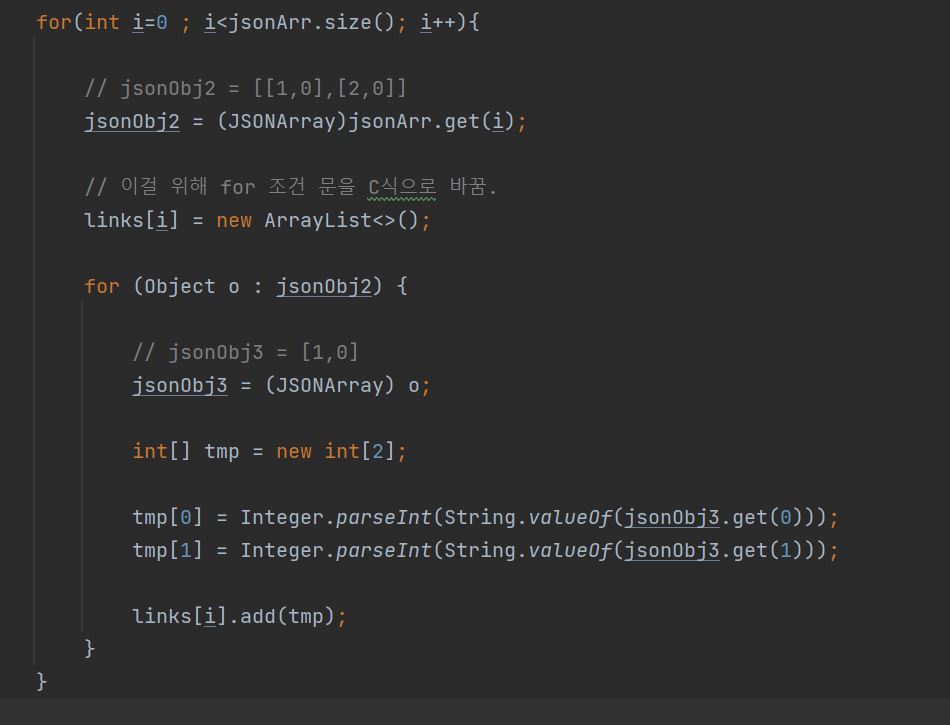 for(int i=0 ; i<jsonArr.size(); i++){
// jsonObj2 = [[1,0],[2,0]]
jsonObj2 = (JSONArray)jsonArr.get(i);
// 이걸 위해 for 조건 문을 C식으로 바꿈.
links[i] = new ArrayList<>();
for (Object o : jsonObj2) {
// jsonObj3 = [1,0]
jsonObj3 = (JSONArray) o;
int[] tmp = new int[2];
tmp[0] = Integer.parseInt(String.valueOf(jsonObj3.get(0)));
tmp[1] = Integer.parseInt(String.valueOf(jsonObj3.get(1)));
links[i].add(tmp);
}
}